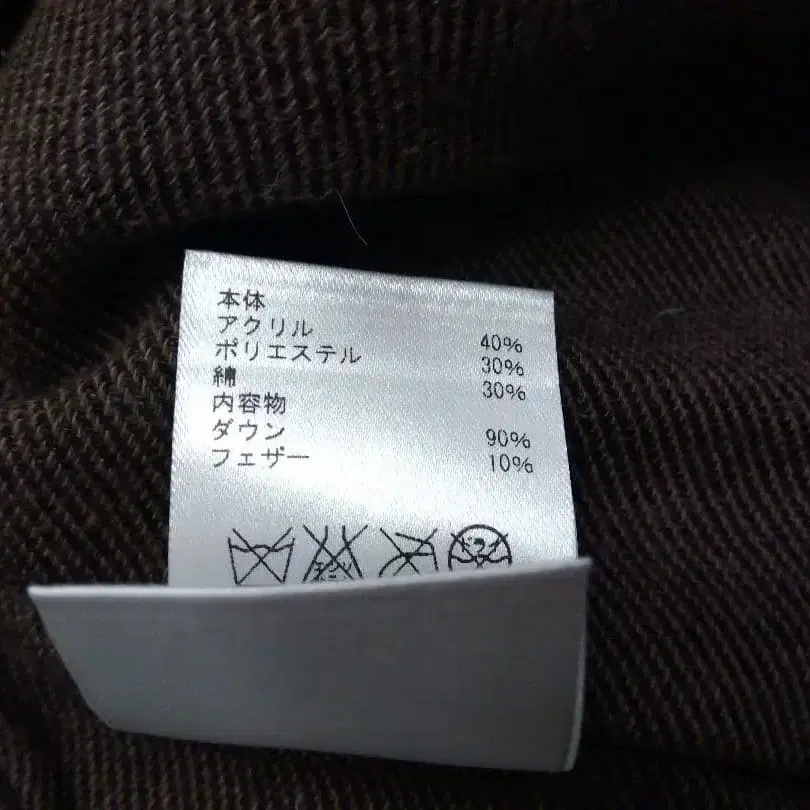 本体
アクリル 40%
ポリエステル 30%
綿 30%
内容物
ダウン 90%
フェザー 10%